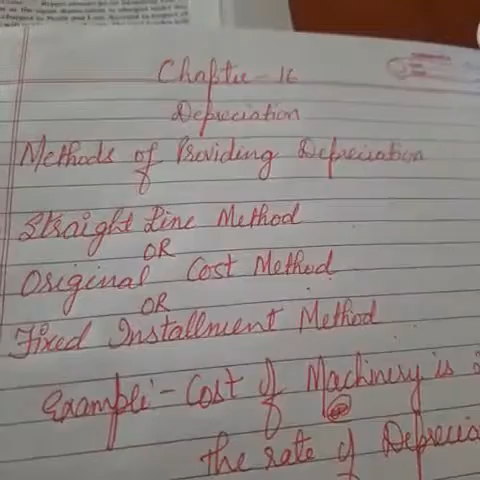 Chapter - 16
Depreciation
Methods of Providing Depreciation
Straight Line Method
OR
Original Cost Method
OR
Fixed Installment Method
Example:- Cost of Machinery is
the rate of Deprecia